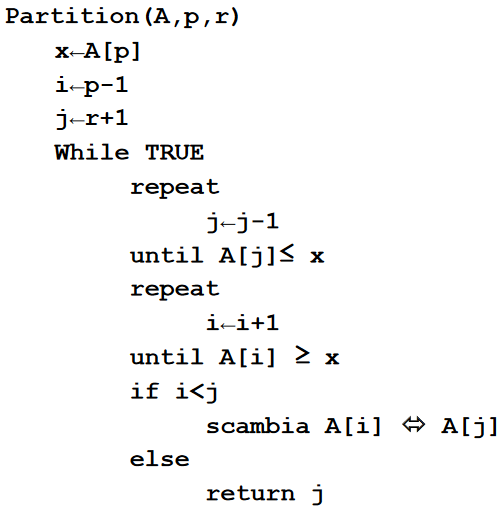 Partition(A,p,r)
x←A[p]
i←p-1
j←r+1
While TRUE
repeat
j←j-1
until A[j]≤ x
repeat
i←i+1
until A[i] ≥ x
if i<j
scambia A[i] ⇔ A[j]
else
return j